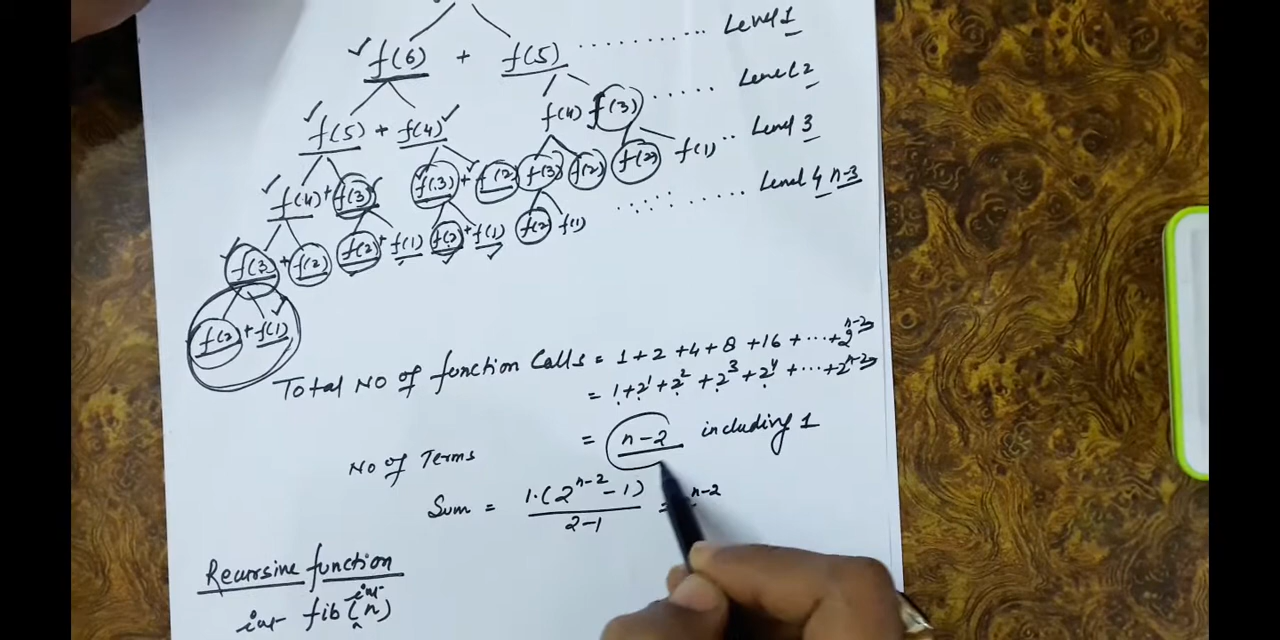 f(6) + f(5) ........... Level 1
f(5) + f(4) f(4) f(3) ...... Level 2
f(4) + f(3) f(3) + f(2) f(3) f(2) f(2) f(1) .. Level 3
f(3 + f(2) f(2) + f(1) f(2) + f(1) f(2) f(1) ........ Level 4 n-3
f(2) + f(1)
Total No of function Calls = 1 + 2 + 4 + 8 + 16 + ... + 2^{n-3}
= 1 + 2^1 + 2^2 + 2^3 + 2^4 + ... + 2^{n-3}
No of Terms = n-2 including 1
Sum = 1.(2^{n-2} - 1) / 2-1 = n-2
Recursive function
int fib(int n)